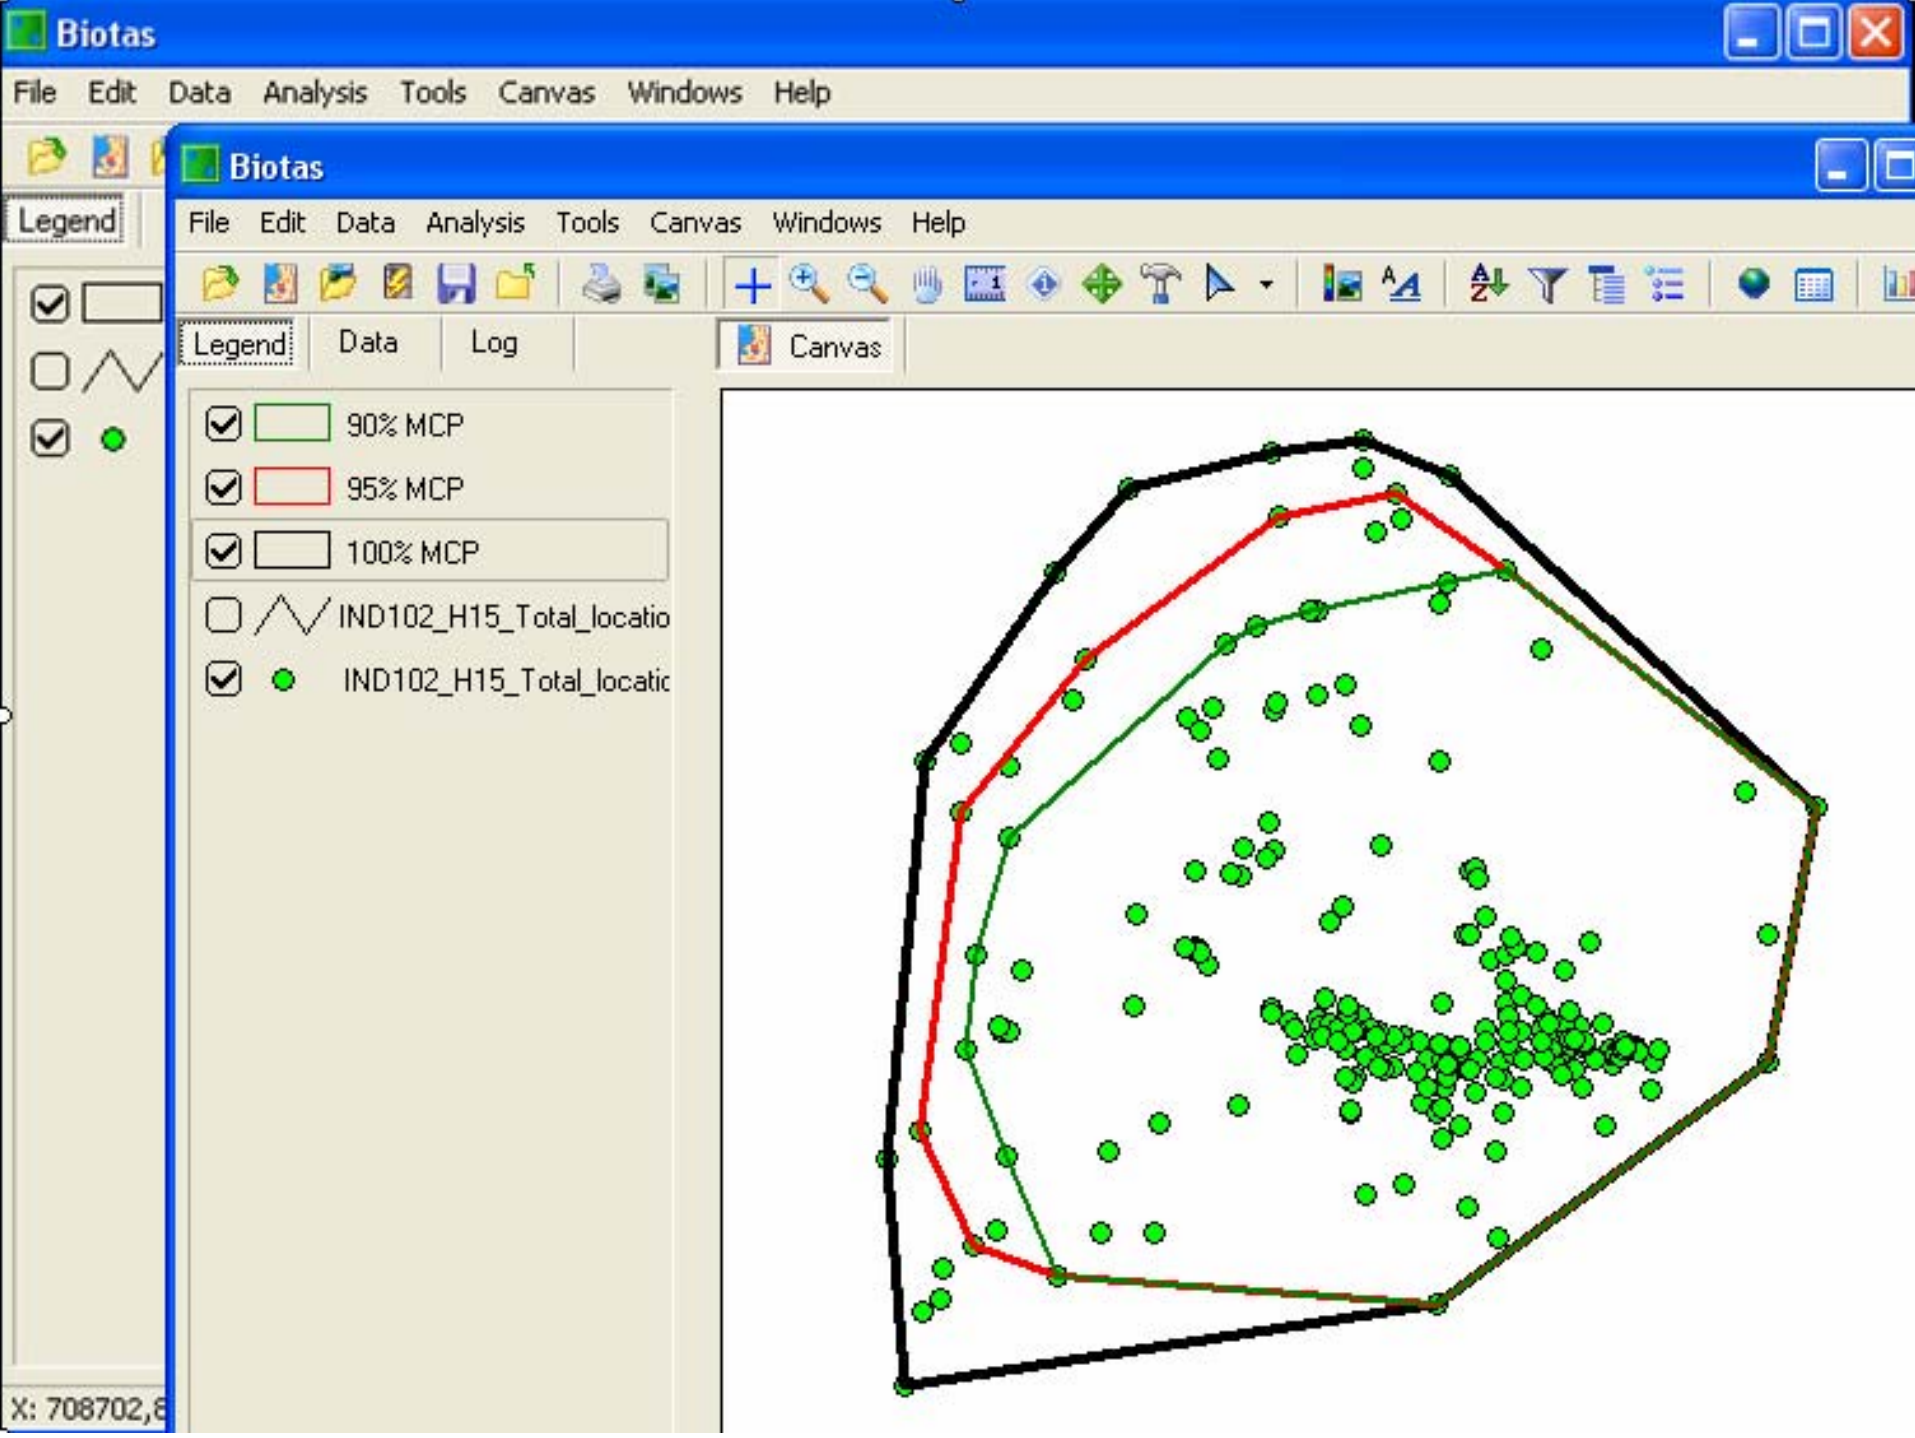 Biotas
File Edit Data Analysis Tools Canvas Windows Help
Legend
Biotas
File Edit Data Analysis Tools Canvas Windows Help
Legend Data Log Canvas
90% MCP
95% MCP
100% MCP
IND102_H15_Total_locatio
IND102_H15_Total_locatic
X: 708702,8